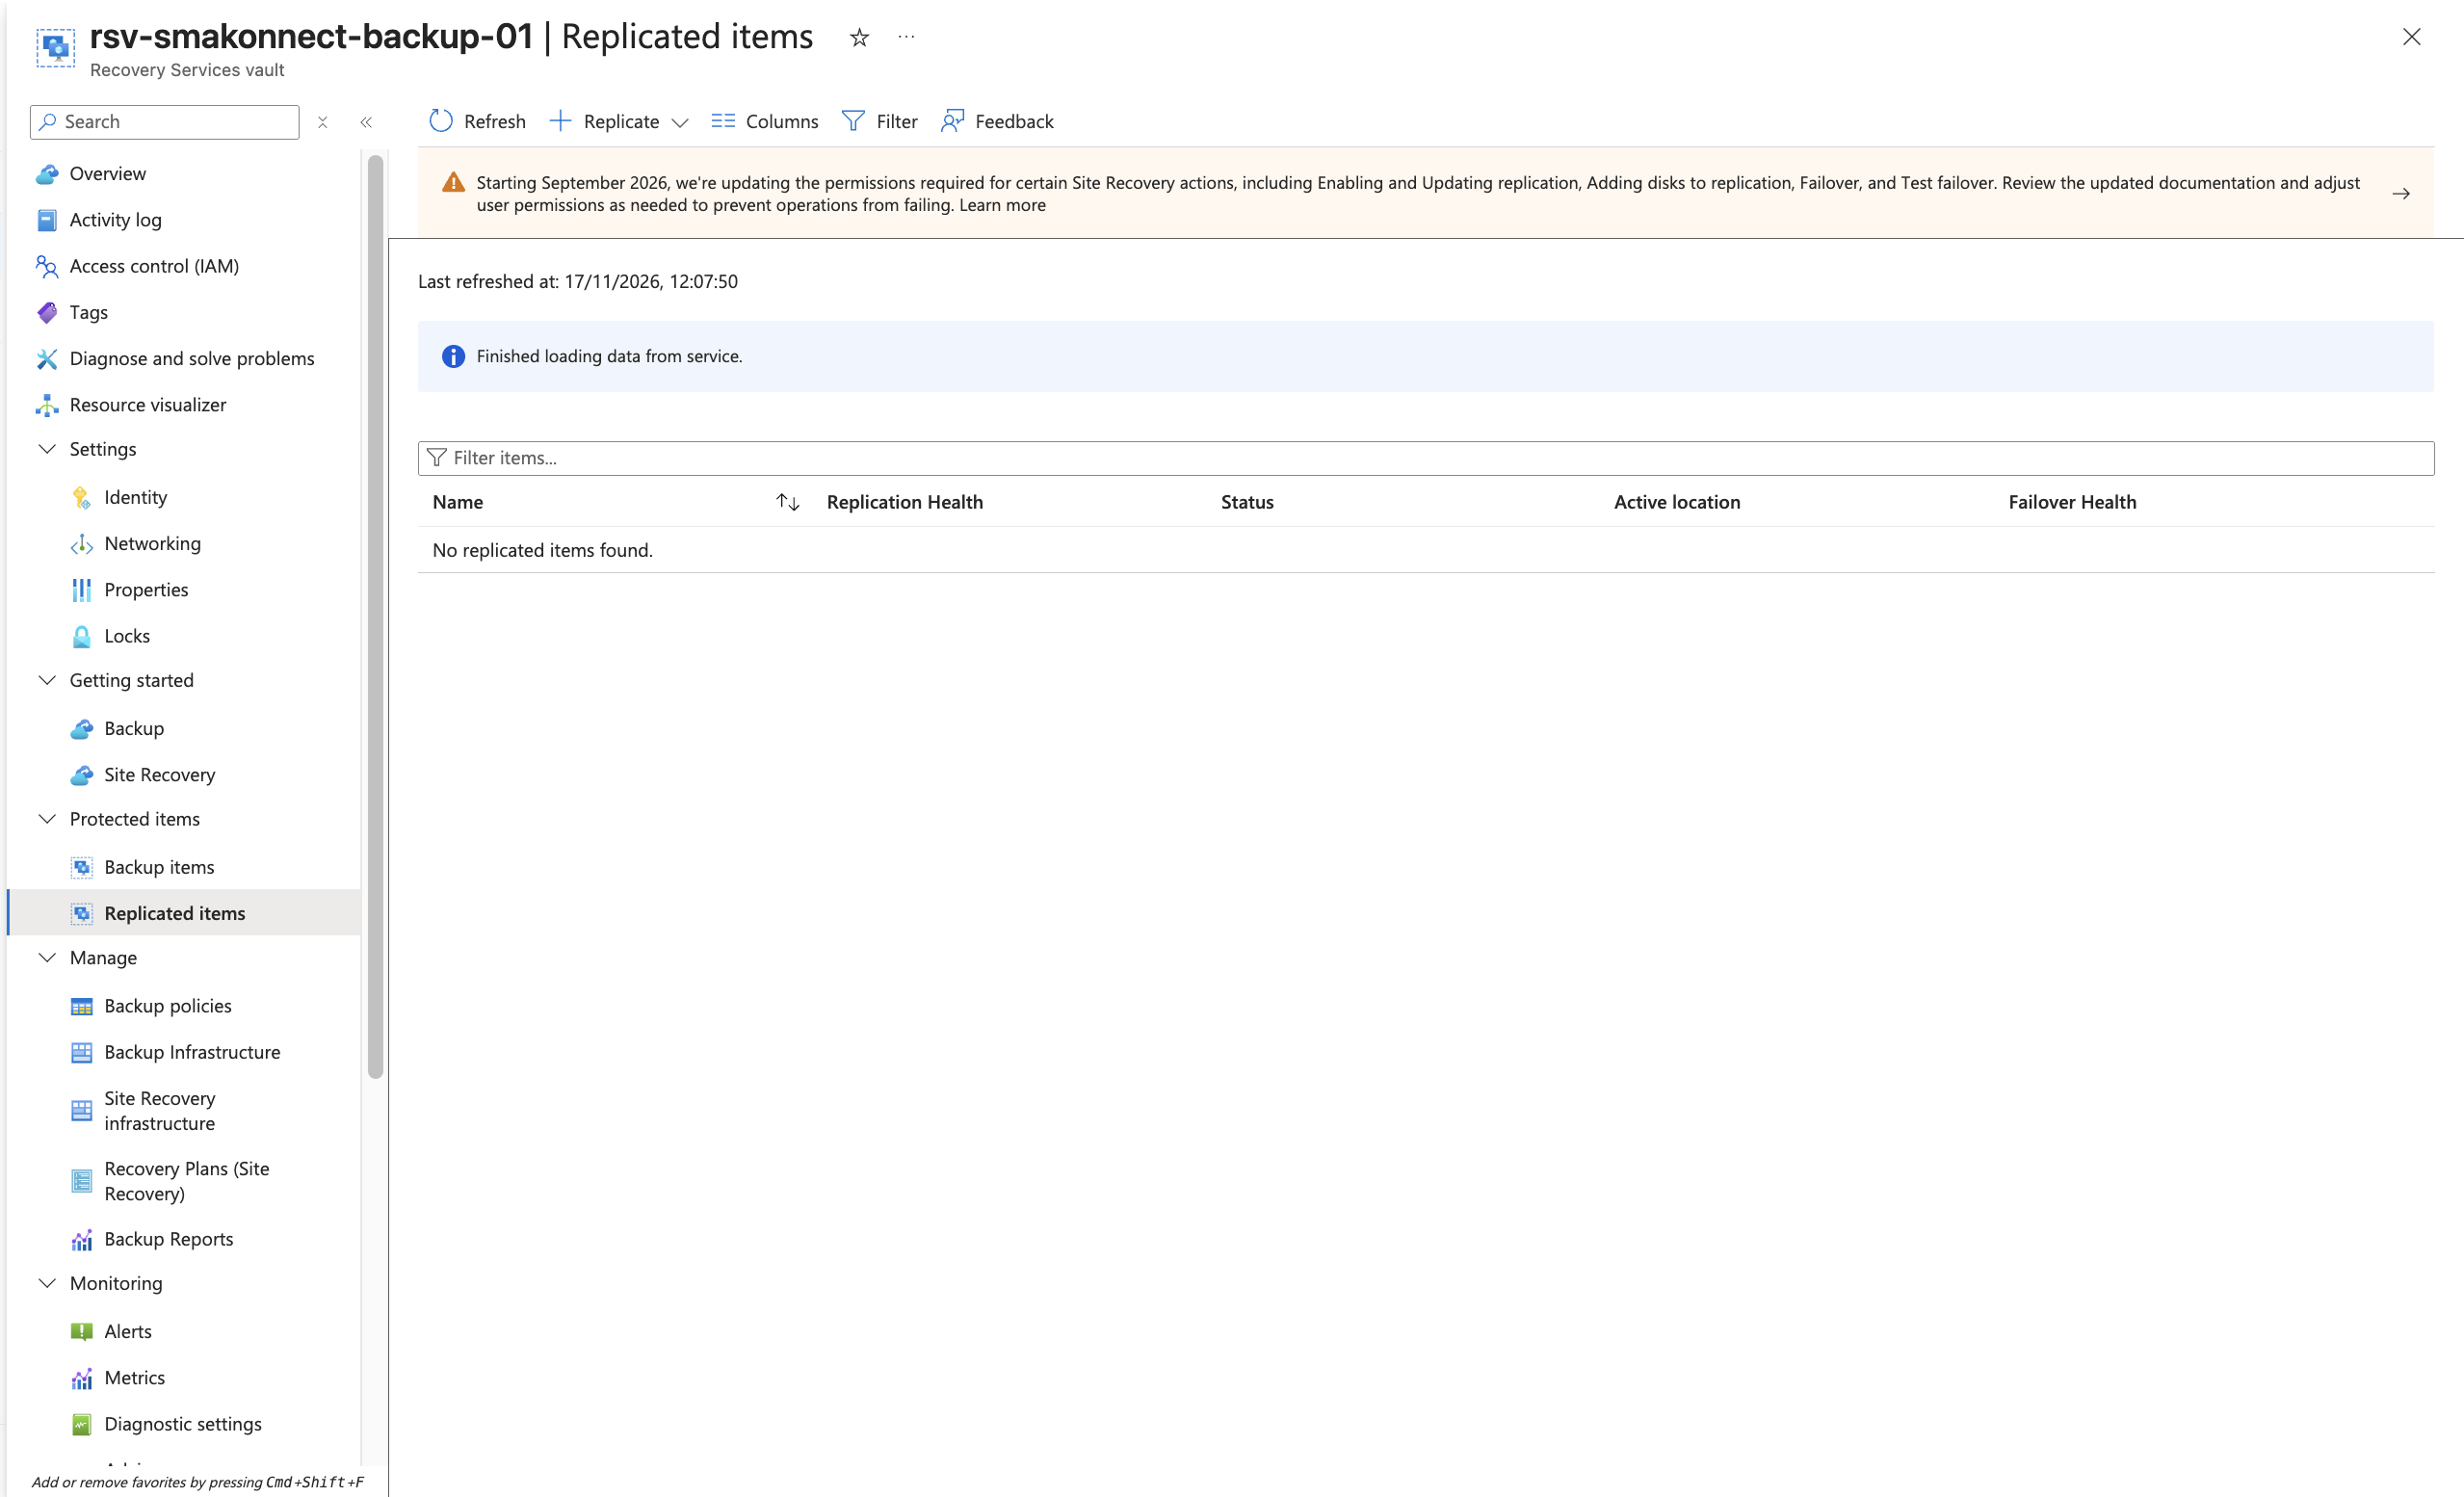 rsv-smakonnect-backup-01 | Replicated items
Recovery Services vault
Search
Refresh
Replicate
Columns
Filter
Feedback
Overview
Activity log
Access control (IAM)
Tags
Diagnose and solve problems
Resource visualizer
Settings
Identity
Networking
Properties
Locks
Getting started
Backup
Site Recovery
Protected items
Backup items
Replicated items
Manage
Backup policies
Backup Infrastructure
Site Recovery
infrastructure
Recovery Plans (Site
Recovery)
Backup Reports
Monitoring
Alerts
Metrics
Diagnostic settings
Add or remove favorites by pressing Cmd+Shift+F
Starting September 2026, we're updating the permissions required for certain Site Recovery actions, including Enabling and Updating replication, Adding disks to replication, Failover, and Test failover. Review the updated documentation and adjust
user permissions as needed to prevent operations from failing. Learn more
Last refreshed at: 17/11/2026, 12:07:50
Finished loading data from service.
Filter items...
Name Replication Health Status Active location Failover Health
No replicated items found.